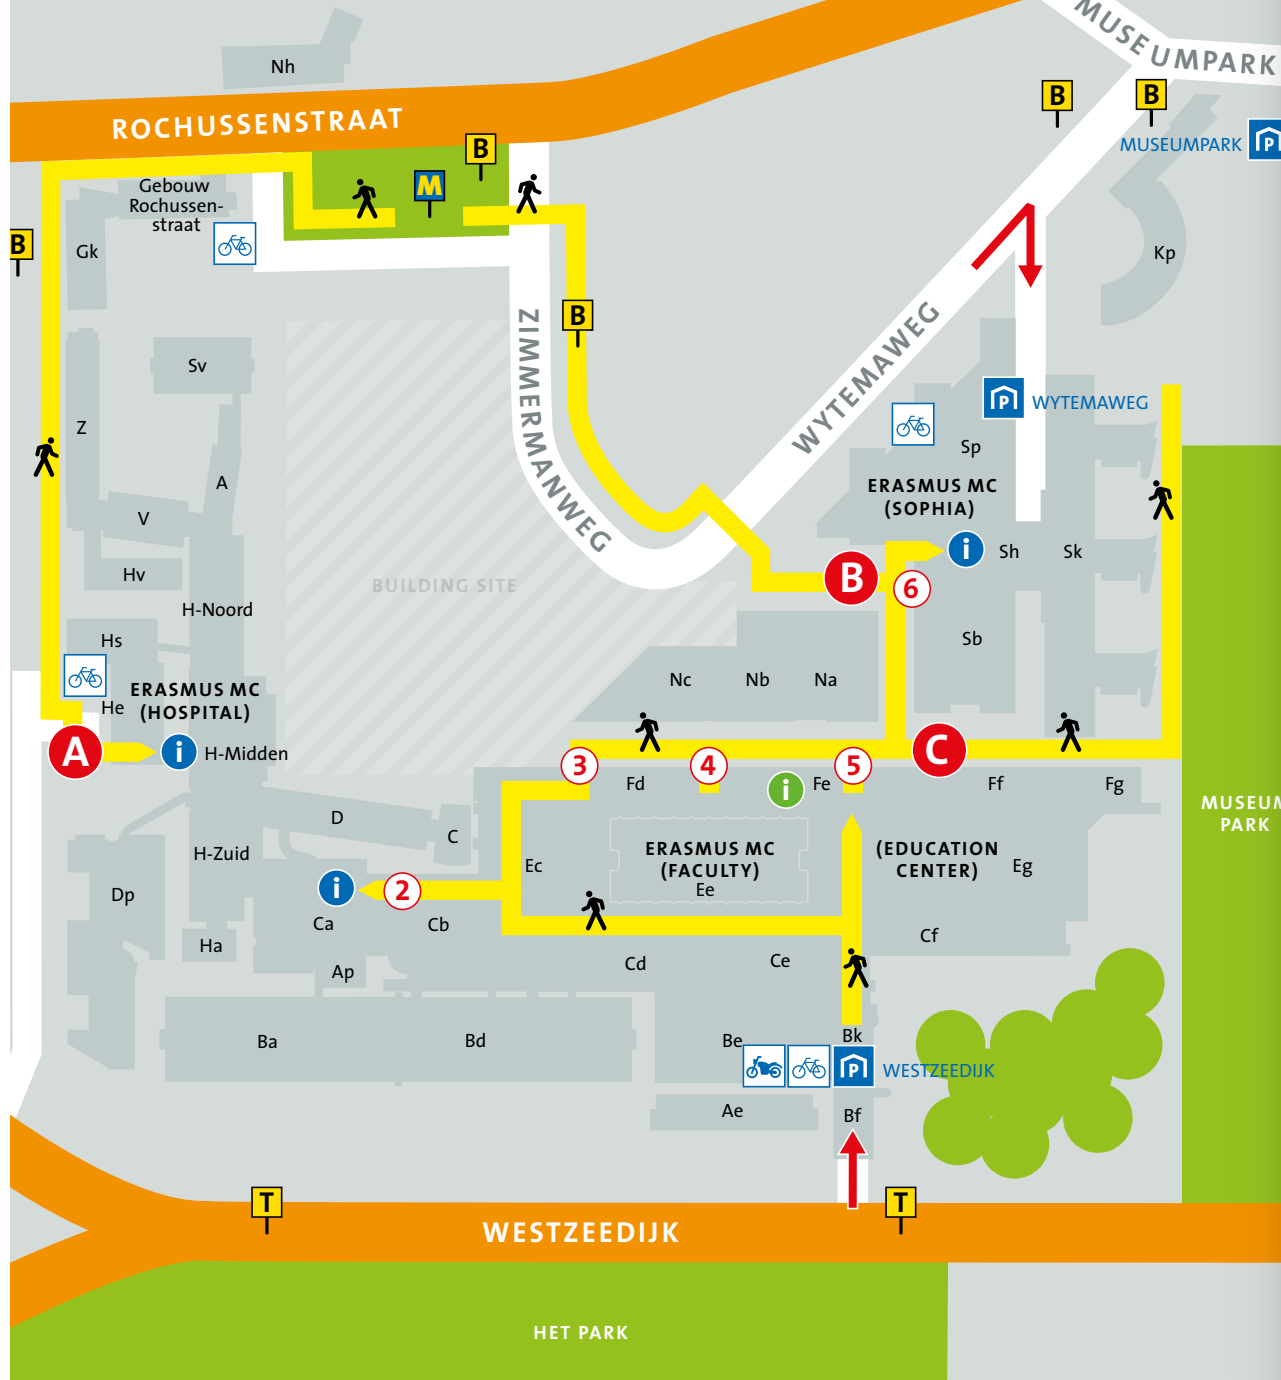 MUSEUMPARK
Nh
ROCHUSSENSTRAAT
B
B
B
MUSEUMPARK
P
M
Gebouw
Rochussen-
straat
B
Gk
Kp
B
ZIMMERMANWEG
WYTEMAWEG
Sv
P
WYTEMAWEG
Z
Sp
A
ERASMUS MC
(SOPHIA)
V
i
Sh
Sk
Hv
BUILDING SITE
B
6
H-Noord
Hs
Sb
Nc
Nb
Na
ERASMUS MC
(HOSPITAL)
He
A
i
H-Midden
C
3
4
5
Fd
i
Fe
Ff
Fg
MUSEUM
PARK
D
C
H-Zuid
ERASMUS MC
(FACULTY)
(EDUCATION
CENTER)
Ec
Ee
Eg
i
2
Dp
Ca
Cb
Cf
Ha
Ap
Cd
Ce
Ba
Bd
Be
Bk
P
WESTZEEDIJK
Ae
Bf
T
T
WESTZEEDIJK
HET PARK